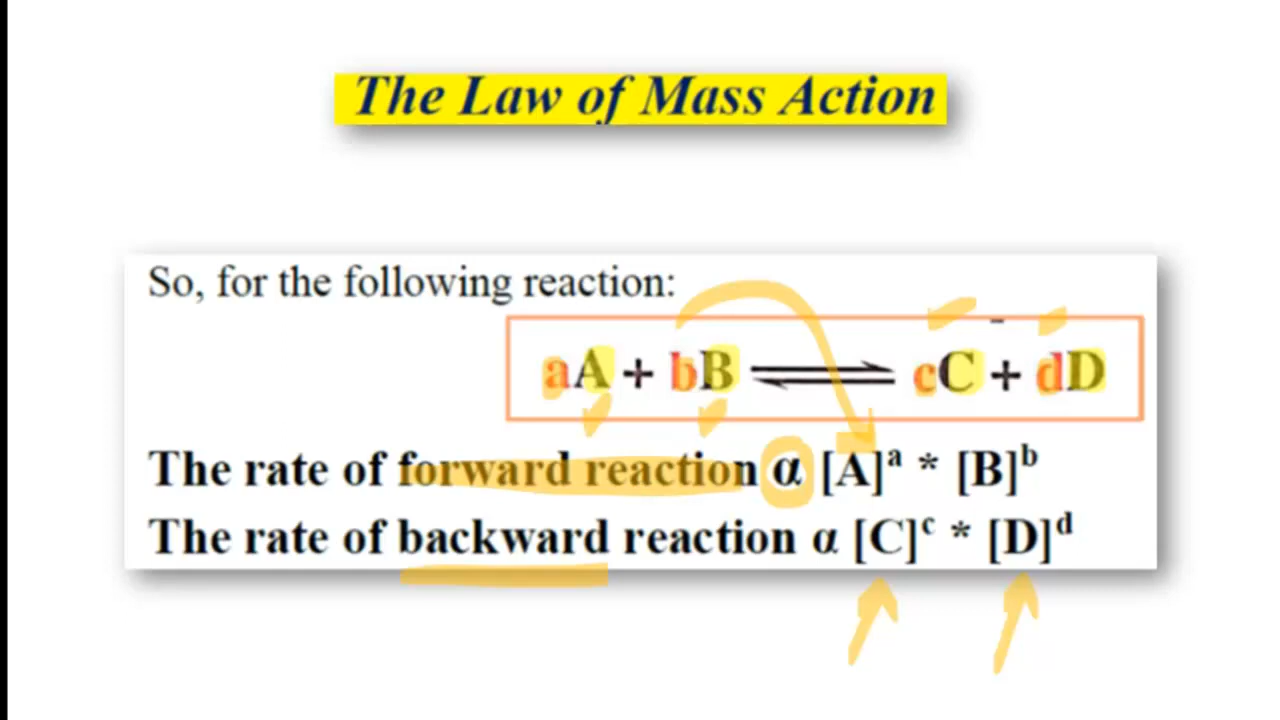 The Law of Mass Action
So, for the following reaction:
aA + bB ⇌ cC + dD
The rate of forward reaction α [A]ᵃ * [B]ᵇ
The rate of backward reaction α [C]ᶜ * [D]ᵈ